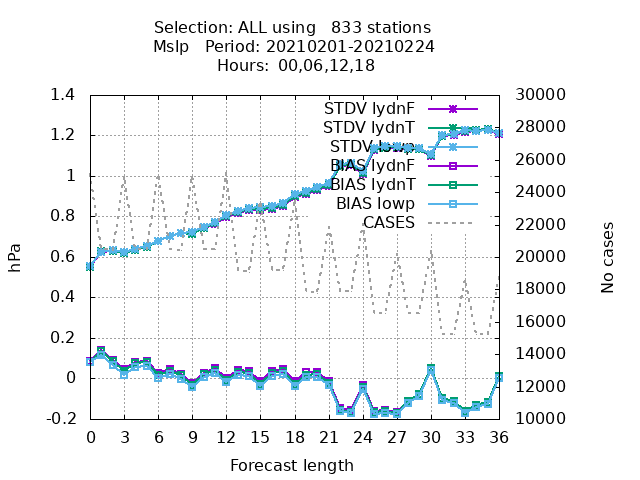 Selection: ALL using 833 stations
Mslp Period: 20210201-20210224
Hours: 00,06,12,18
hPa
1.4
1.2
1
0.8
0.6
0.4
0.2
0
-0.2
30000
28000
26000
24000
22000
20000
18000
16000
14000
12000
10000
No cases
STDV lydnF
STDV lydnT
STDV lowp
BIAS lydnF
BIAS lydnT
BIAS lowp
CASES
0 3 6 9 12 15 18 21 24 27 30 33 36
Forecast length